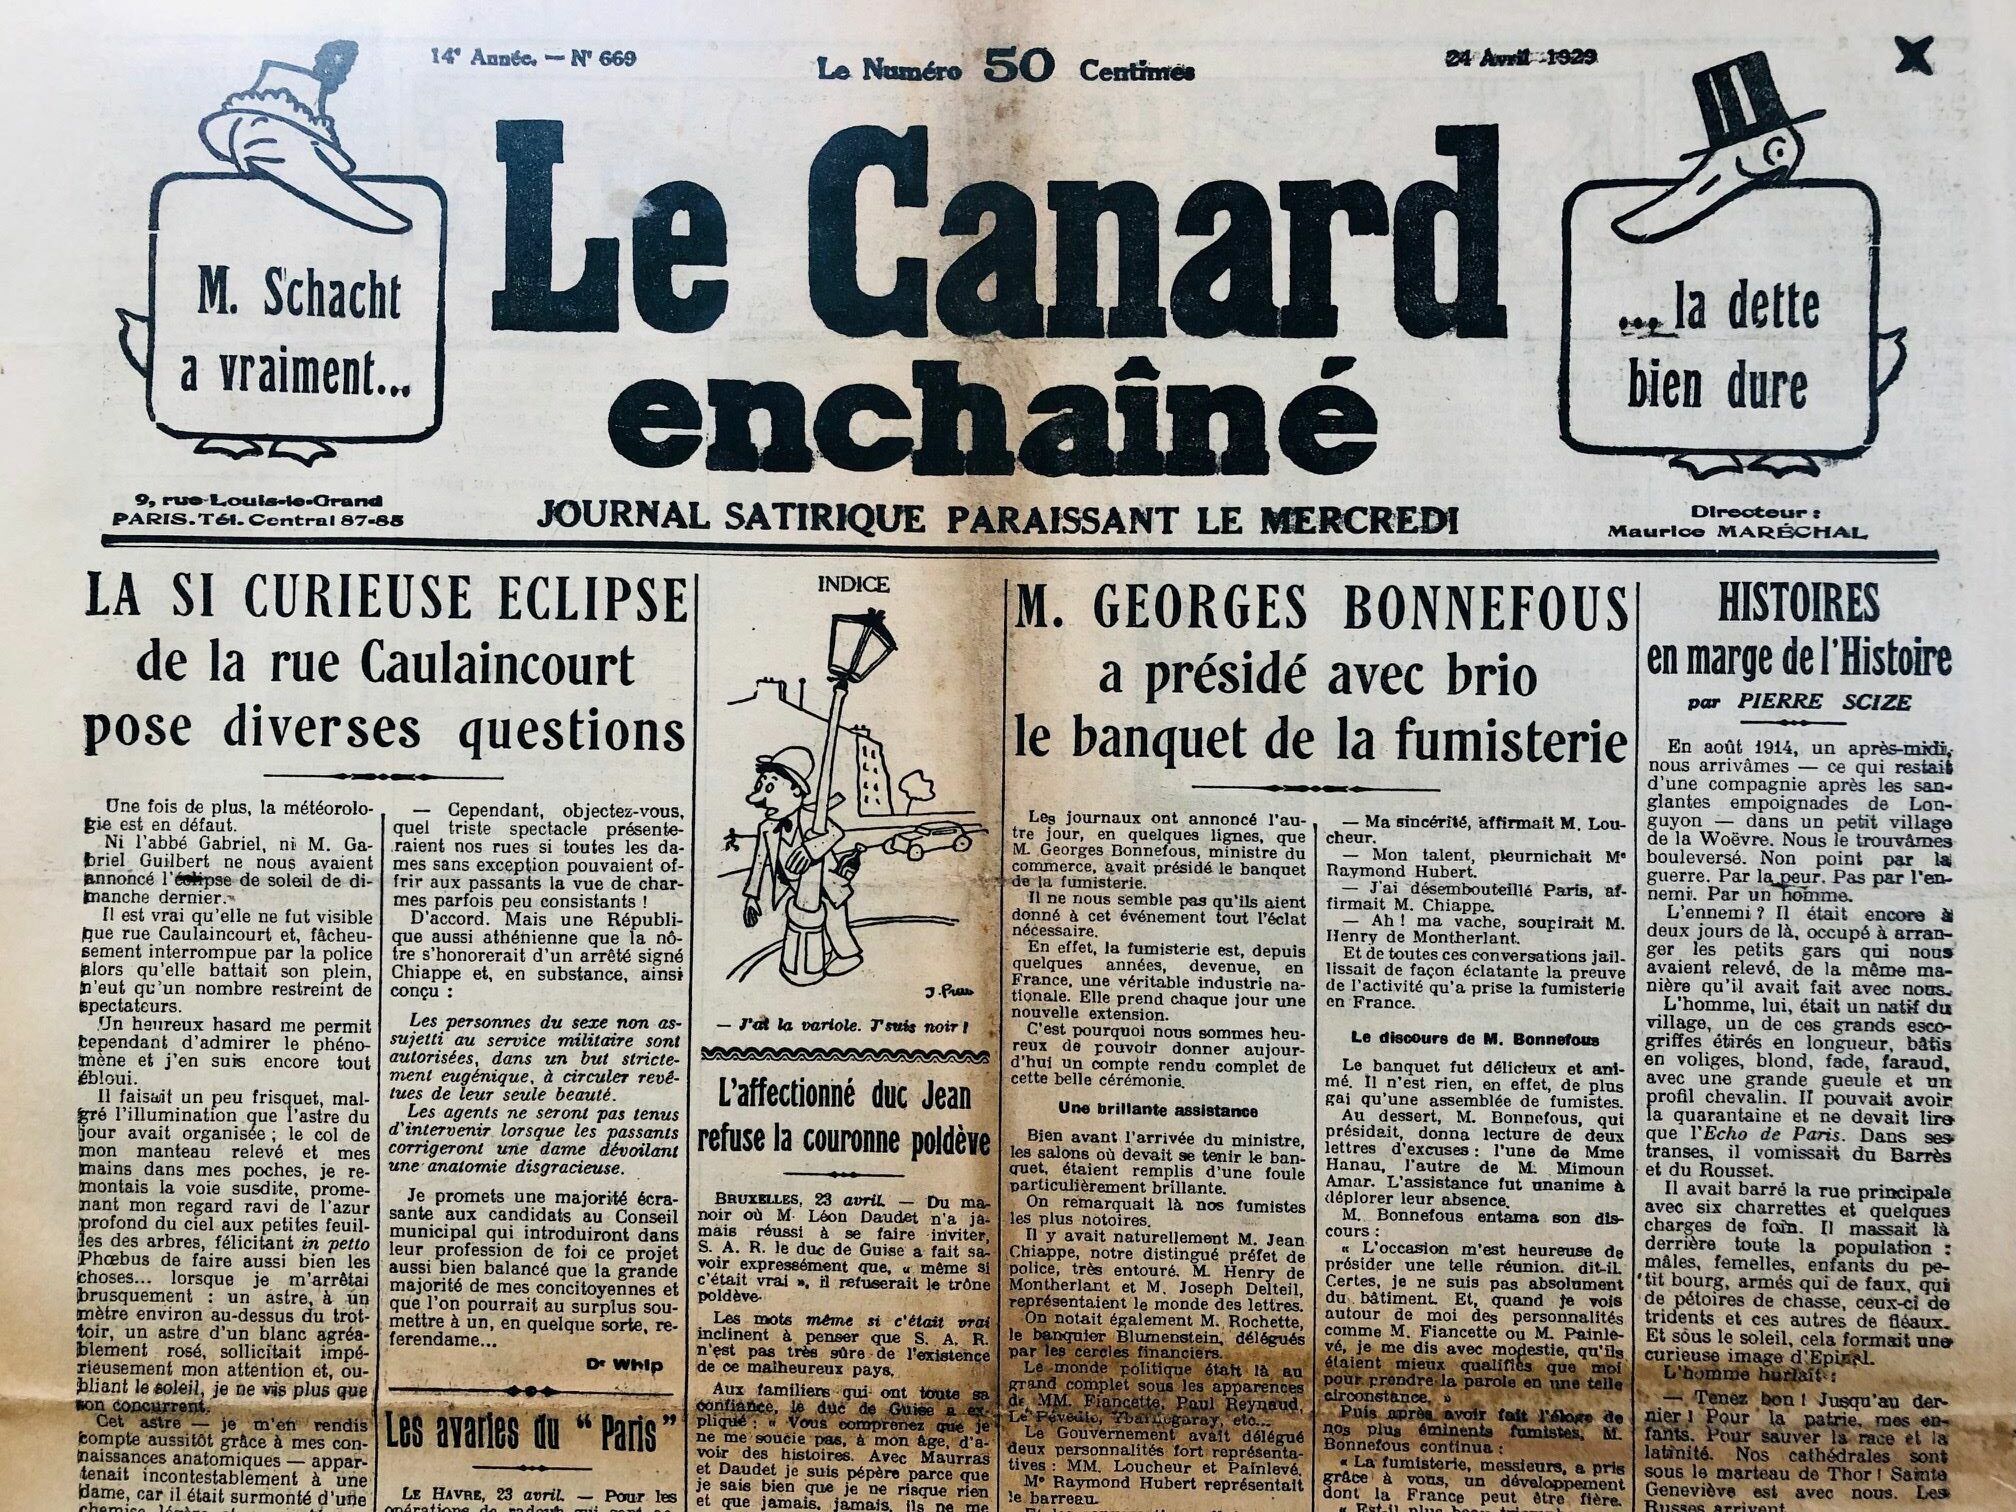 14e Année. — N° 669
Le Numéro 50 Centimes
24 Avril 1929
M. Schacht
a vraiment...
Le Canard
enchaîné
... la dette
bien dure
9, rue Louis-le-Grand
PARIS. Tél. Central 87-85
JOURNAL SATIRIQUE PARAISSANT LE MERCREDI
Directeur :
Maurice MARÉCHAL
LA SI CURIEUSE ECLIPSE
de la rue Caulaincourt
pose diverses questions
Une fois de plus, la météorolo-
gie est en défaut.
Ni l'abbé Gabriel, ni M. Ga-
briel Guilbert ne nous avaient
annoncé l'éclipse de soleil de di-
manche dernier.
Il est vrai qu'elle ne fut visible
que rue Caulaincourt et, fâcheu-
sement interrompue par la police
alors qu'elle battait son plein,
n'eut qu'un nombre restreint de
spectateurs.
Un heureux hasard me permit
cependant d'admirer le phéno-
mène et j'en suis encore tout
ébloui.
Il faisait un peu frisquet, mal-
gré l'illumination que l'astre du
jour avait organisée ; le col de
mon manteau relevé et mes
mains dans mes poches, je re-
montais la voie susdite, prome-
nant mon regard ravi de l'azur
profond du ciel aux petites feuil-
les des arbres, félicitant in petto
Phœbus de faire aussi bien les
choses... lorsque je m'arrêtai
brusquement : un astre, à un
mètre environ au-dessus du trot-
toir, un astre d'un blanc agréa-
blement rosé, sollicitait impé-
rieusement mon attention et, ou-
bliant le soleil, je ne vis plus que
son concurrent.
Cet astre — je m'en rendis
compte aussitôt grâce à mes con-
naissances anatomiques — appar-
tenait incontestablement à une
dame, car il était surmonté d'une
chemise légère
— Cependant, objectez-vous,
quel triste spectacle présente-
raient nos rues si toutes les da-
mes sans exception pouvaient of-
frir aux passants la vue de char-
mes parfois peu consistants !
D'accord. Mais une Républi-
que aussi athénienne que la nô-
tre s'honorerait d'un arrêté signé
Chiappe et, en substance, ainsi
conçu :
Les personnes du sexe non as-
sujetti au service militaire sont
autorisées, dans un but stricte-
ment eugénique, à circuler revê-
tues de leur seule beauté.
Les agents ne seront pas tenus
d'intervenir lorsque les passants
corrigeront une dame dévoilant
une anatomie disgracieuse.
Je promets une majorité écra-
sante aux candidats au Conseil
municipal qui introduiront dans
leur profession de foi ce projet
aussi bien balancé que la grande
majorité de mes concitoyennes et
que l'on pourrait au surplus sou-
mettre à un, en quelque sorte, re-
ferendame...
Dr Whip
Les avaries du " Paris "
LE HAVRE, 23 avril. — Pour les
opérations de
INDICE
J. Pruu
— J'ai la variole. J'suis noir !
L'affectionné duc Jean
refuse la couronne poldève
BRUXELLES, 23 avril. — Du ma-
noir où M. Léon Daudet n'a ja-
mais réussi à se faire inviter,
S. A. R. le duc de Guise a fait sa-
voir expressément que, « même si
c'était vrai », il refuserait le trône
poldève.
Les mots même si c'était vrai
inclinent à penser que S. A. R.
n'est pas très sûre de l'existence
de ce malheureux pays.
Aux familiers qui ont toute sa
confiance, le duc de Guise a ex-
pliqué : « Vous comprenez que je
ne me soucie pas, à mon âge, d'a-
voir des histoires. Avec Maurras
et Daudet je suis pépère parce que
je sais bien que je ne risque rien
et que jamais, jamais, ils ne me
M. GEORGES BONNEFOUS
a présidé avec brio
le banquet de la fumisterie
Les journaux ont annoncé l'au-
tre jour, en quelques lignes, que
M. Georges Bonnefous, ministre du
commerce, avait présidé le banquet
de la fumisterie.
Il ne nous semble pas qu'ils aient
donné à cet événement tout l'éclat
nécessaire.
En effet, la fumisterie est, depuis
quelques années, devenue, en
France, une véritable industrie na-
tionale. Elle prend chaque jour une
nouvelle extension.
C'est pourquoi nous sommes heu-
reux de pouvoir donner aujour-
d'hui un compte rendu complet de
cette belle cérémonie.
Une brillante assistance
Bien avant l'arrivée du ministre,
les salons où devait se tenir le ban-
quet, étaient remplis d'une foule
particulièrement brillante.
On remarquait là nos fumistes
les plus notoires.
Il y avait naturellement M. Jean
Chiappe, notre distingué préfet de
police, très entouré. M. Henry de
Montherlant et M. Joseph Delteil,
représentaient le monde des lettres.
On notait également M. Rochette,
le banquier Blumenstein, délégués
par les cercles financiers.
Le monde politique était là au
grand complet sous les apparences
de MM. Fiancette, Paul Reynaud,
Le Pévédic, Ybarnégaray, etc...
Le Gouvernement avait délégué
deux personnalités fort représenta-
tives : MM. Loucheur et Painlevé.
Me Raymond Hubert représentait
le barreau.
— Ma sincérité, affirmait M. Lou-
cheur.
— Mon talent, pleurnichait Me
Raymond Hubert.
— J'ai désembouteillé Paris, af-
firmait M. Chiappe.
— Ah ! ma vache, soupirait M.
Henry de Montherlant.
Et de toutes ces conversations jail-
lissait de façon éclatante la preuve
de l'activité qu'a prise la fumisterie
en France.
Le discours de M. Bonnefous
Le banquet fut délicieux et ani-
mé. Il n'est rien, en effet, de plus
gai qu'une assemblée de fumistes.
Au dessert, M. Bonnefous, qui
présidait, donna lecture de deux
lettres d'excuses : l'une de Mme
Hanau, l'autre de M. Mimoun
Amar. L'assistance fut unanime à
déplorer leur absence.
M. Bonnefous entama son dis-
cours :
« L'occasion m'est heureuse de
présider une telle réunion. dit-il.
Certes, je ne suis pas absolument
du bâtiment. Et, quand je vois
autour de moi des personnalités
comme M. Fiancette ou M. Painle-
vé, je me dis avec modestie, qu'ils
étaient mieux qualifiés que moi
pour prendre la parole en une telle
circonstance. »
Puis après avoir fait l'éloge de
nos plus éminents fumistes, M.
Bonnefous continua :
« La fumisterie, messieurs, a pris
grâce à vous, un développement
dont la France peut être fière.
HISTOIRES
en marge de l'Histoire
par PIERRE SCIZE
En août 1914, un après-midi,
nous arrivâmes — ce qui restait
d'une compagnie après les san-
glantes empoignades de Lon-
guyon — dans un petit village
de la Woëvre. Nous le trouvâmes
bouleversé. Non point par la
guerre. Par la peur. Pas par l'en-
nemi. Par un homme.
L'ennemi ? Il était encore à
deux jours de là, occupé à arran-
ger les petits gars qui nous
avaient relevé, de la même ma-
nière qu'il avait fait avec nous.
L'homme, lui, était un natif du
village, un de ces grands esco-
griffes étirés en longueur, bâtis
en voliges, blond, fade, faraud,
avec une grande gueule et un
profil chevalin. Il pouvait avoir
la quarantaine et ne devait lire
que l'Echo de Paris. Dans ses
transes, il vomissait du Barrès
et du Rousset.
Il avait barré la rue principale
avec six charrettes et quelques
charges de foin. Il massait là
derrière toute la population :
mâles, femelles, enfants du pe-
tit bourg, armés qui de faux, qui
de pétoires de chasse, ceux-ci de
tridents et ces autres de fléaux.
Et sous le soleil, cela formait une
curieuse image d'Epinal.
L'homme hurlait :
— Tenez bon ! Jusqu'au der-
nier ! Pour la patrie, mes en-
fants. Pour sauver la race et la
latinité. Nos cathédrales sont
sous le marteau de Thor ! Sainte
Geneviève est avec nous. Les
Russes arrivent